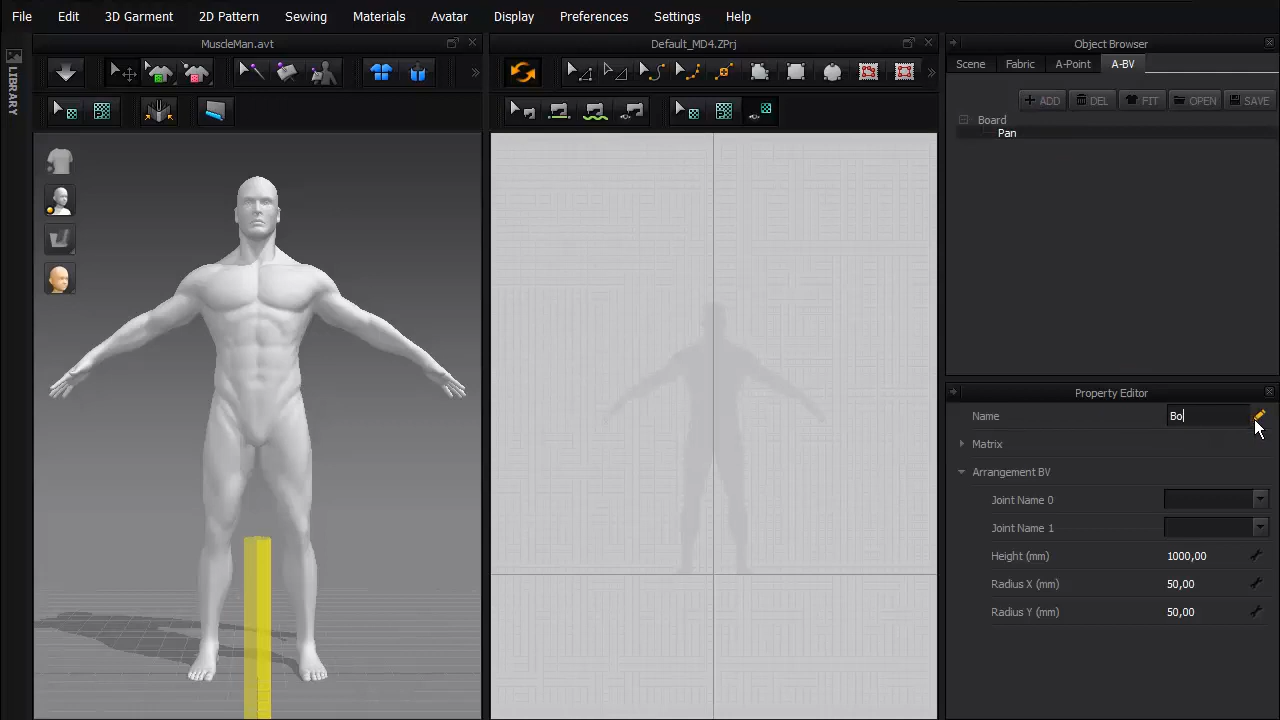 File Edit 3D Garment 2D Pattern Sewing Materials Avatar Display Preferences Settings Help
LIBRARY
MuscleMan.avt
Default_MD4.ZPrj
Object Browser
Scene Fabric A-Point A-BV
ADD DEL FIT OPEN SAVE
Board
Pan
Property Editor
Name Bo
Matrix
Arrangement BV
Joint Name 0
Joint Name 1
Height (mm) 1000,00
Radius X (mm) 50,00
Radius Y (mm) 50,00